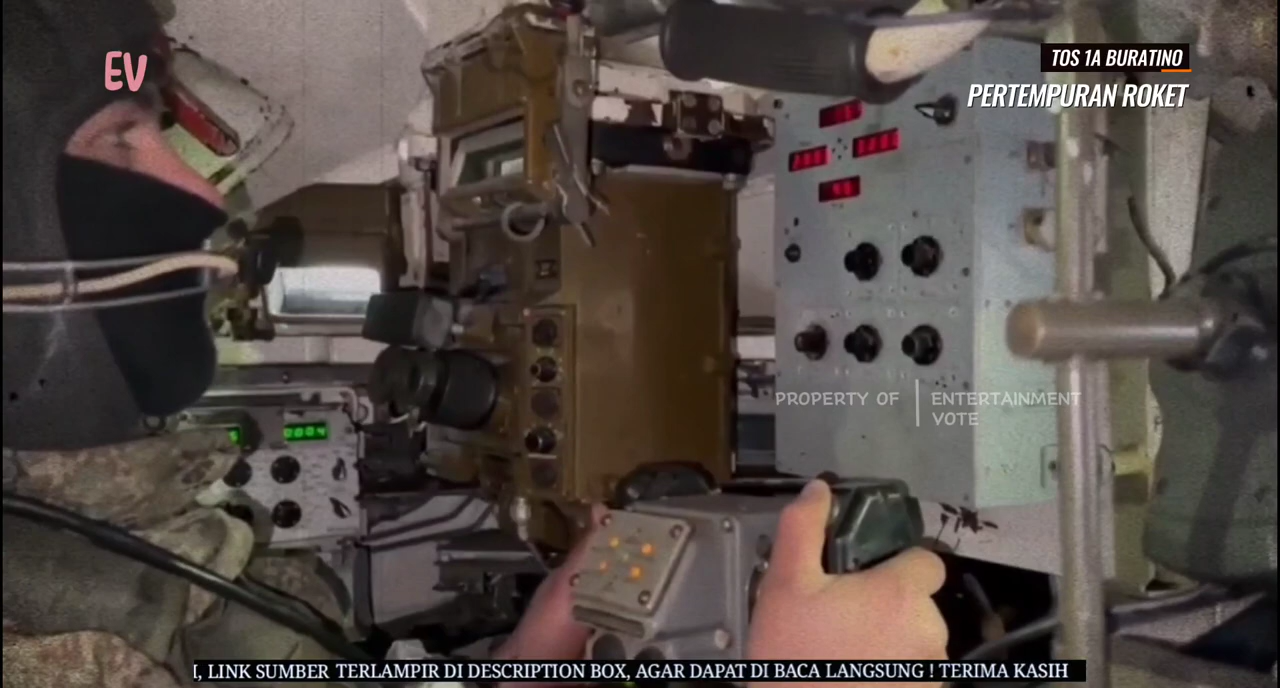 EV
TOS 1A BURATINO
PERTEMPURAN ROKET
PROPERTY OF
ENTERTAINMENT
VOTE
0004
, LINK SUMBER TERLAMPIR DI DESCRIPTION BOX, AGAR DAPAT DI BACA LANGSUNG ! TERIMA KASIH